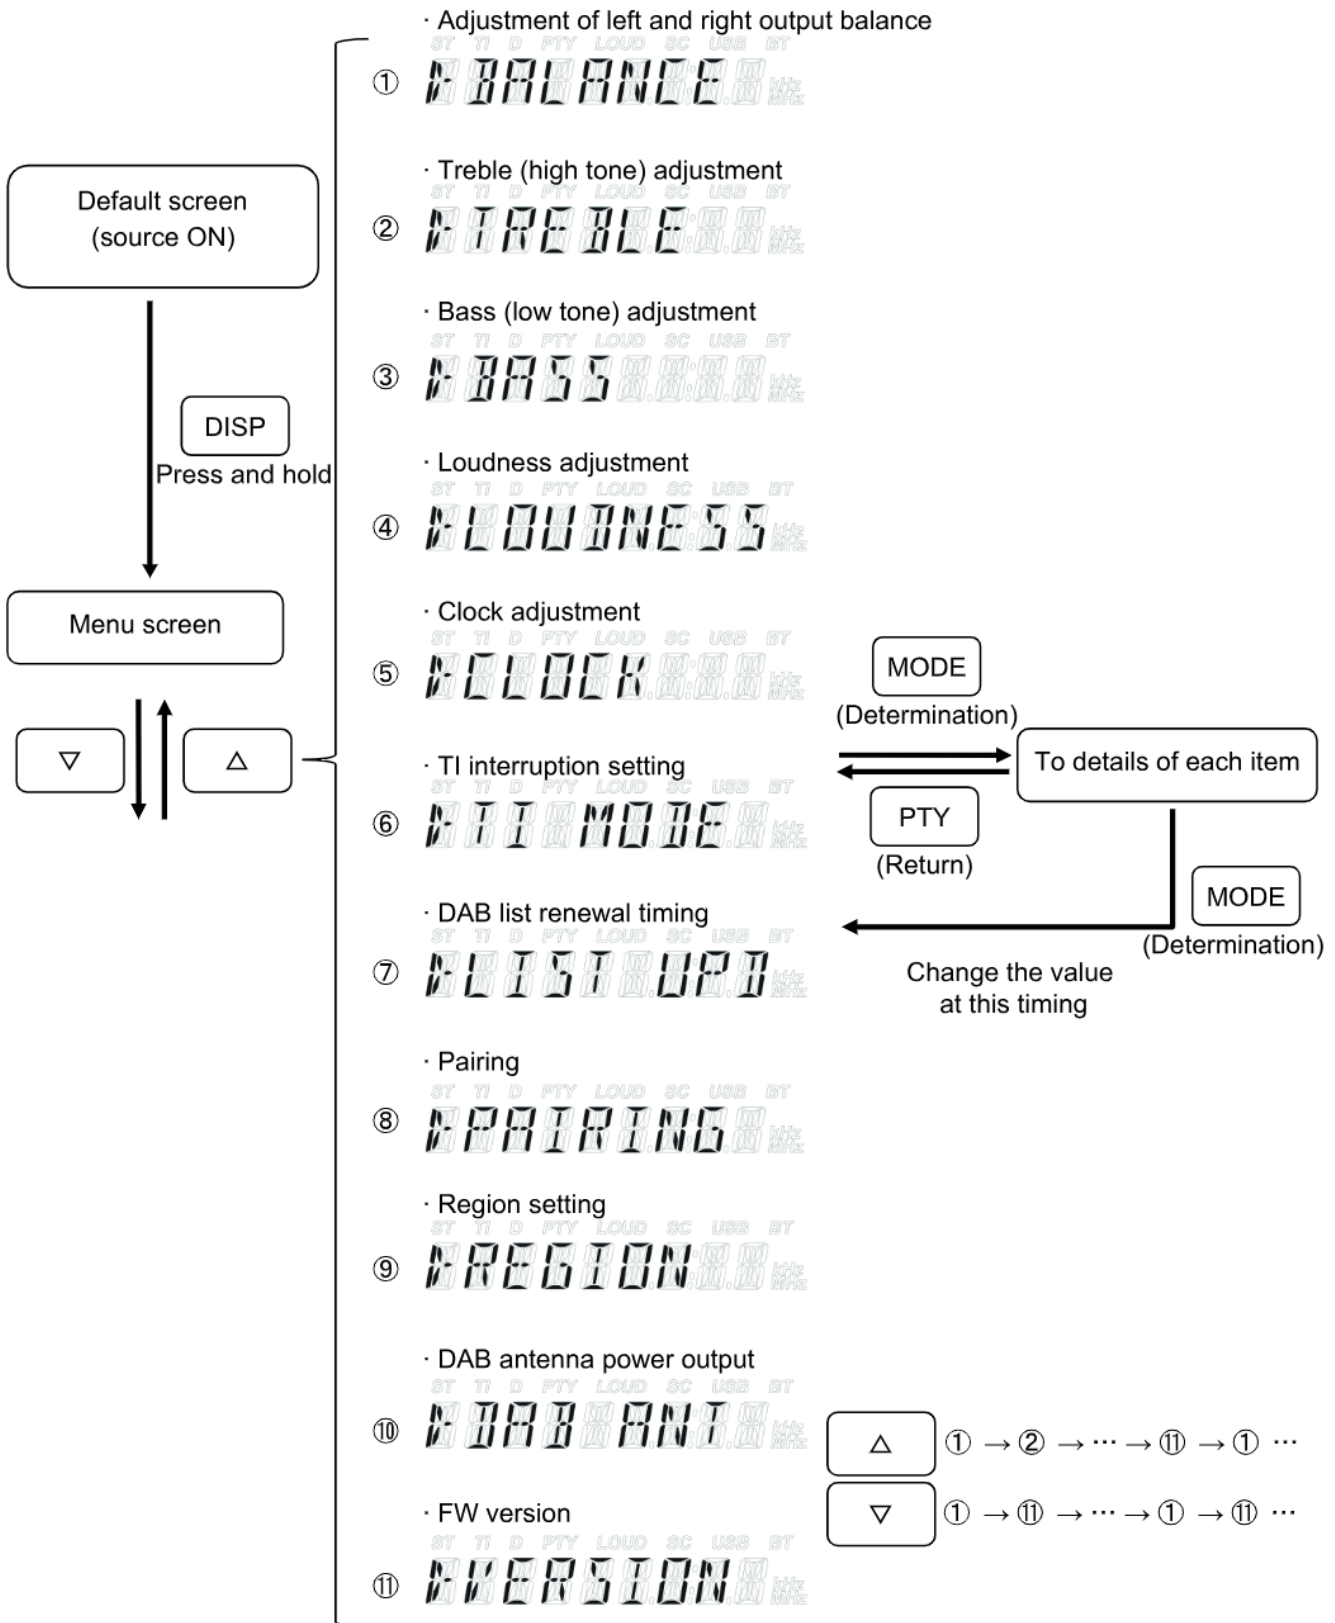 Default screen
(source ON)
DISP
Press and hold
Menu screen
▽
△
· Adjustment of left and right output balance
ST TI D PTY LOUD SC USB BT
① BALANCE kHz MHz
· Treble (high tone) adjustment
ST TI D PTY LOUD SC USB BT
② TREBLE kHz MHz
· Bass (low tone) adjustment
ST TI D PTY LOUD SC USB BT
③ BASS kHz MHz
· Loudness adjustment
ST TI D PTY LOUD SC USB BT
④ LOUDNESS kHz MHz
· Clock adjustment
ST TI D PTY LOUD SC USB BT
⑤ CLOCK kHz MHz
· TI interruption setting
ST TI D PTY LOUD SC USB BT
⑥ TI MODE kHz MHz
· DAB list renewal timing
ST TI D PTY LOUD SC USB BT
⑦ LIST UPD kHz MHz
· Pairing
ST TI D PTY LOUD SC USB BT
⑧ PAIRING kHz MHz
· Region setting
ST TI D PTY LOUD SC USB BT
⑨ REGION kHz MHz
· DAB antenna power output
ST TI D PTY LOUD SC USB BT
⑩ DAB ANT kHz MHz
· FW version
ST TI D PTY LOUD SC USB BT
⑪ VERSION kHz MHz
MODE
(Determination)
To details of each item
PTY
(Return)
MODE
(Determination)
Change the value
at this timing
△ ① → ② → ··· → ⑪ → ① ···
▽ ① → ⑪ → ··· → ① → ⑪ ···